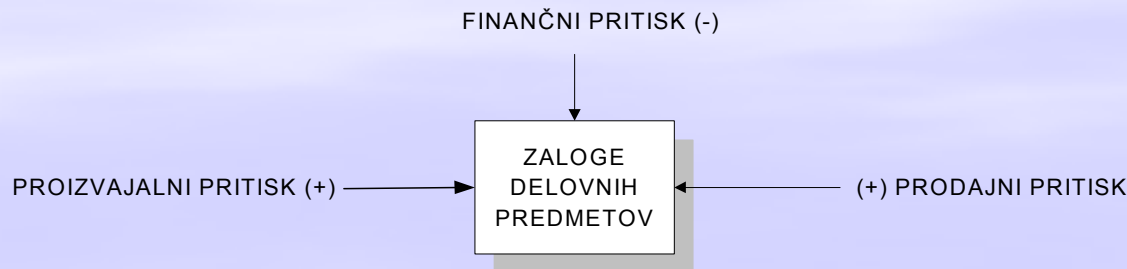 FINANČNI PRITISK (-)
ZALOGE
DELOVNIH
PREDMETOV
PROIZVAJALNI PRITISK (+)
(+) PRODAJNI PRITISK